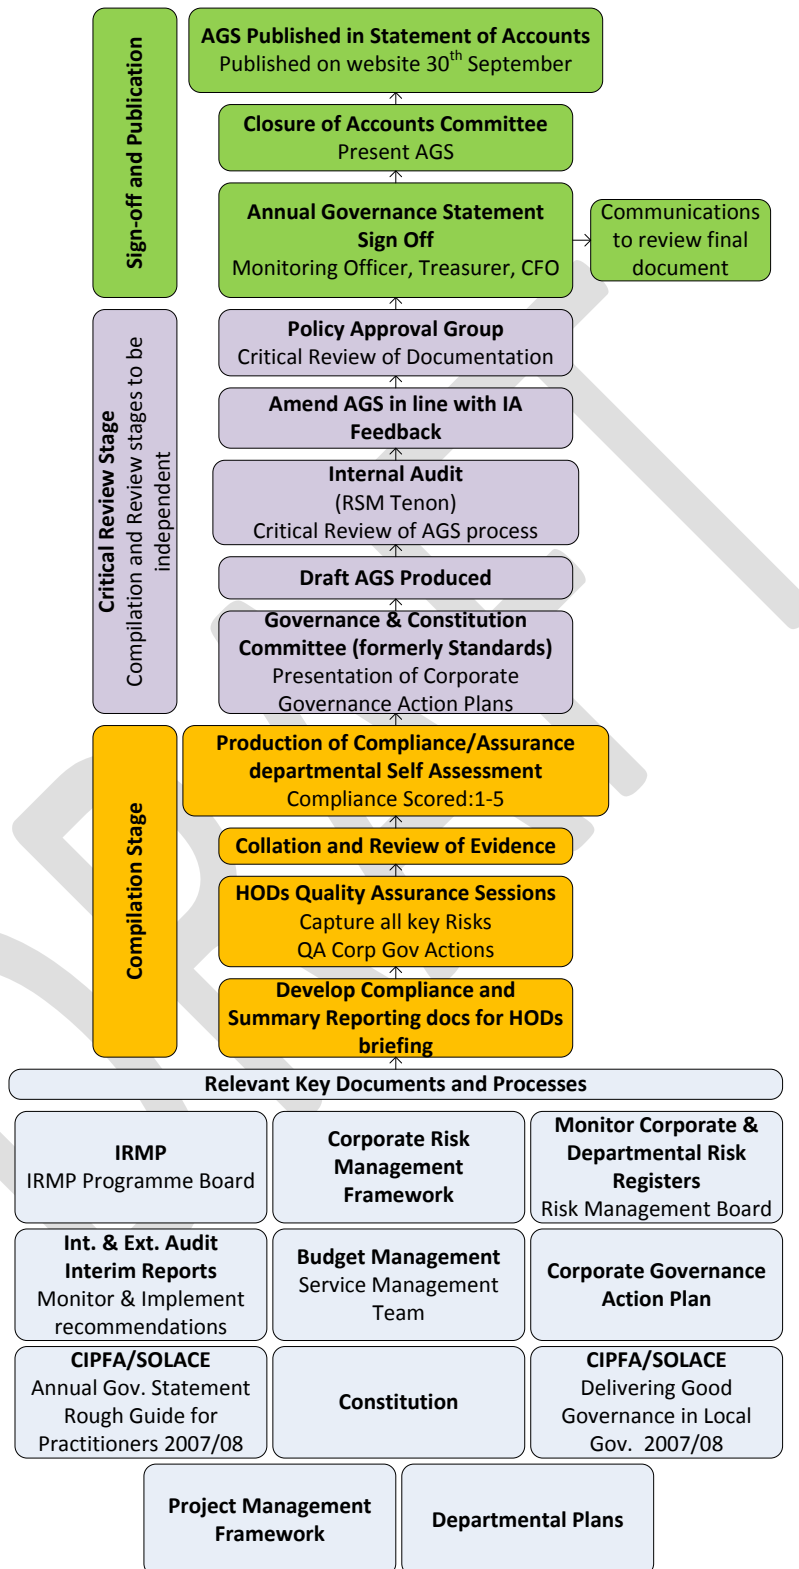 Sign-off and Publication
AGS Published in Statement of Accounts
Published on website 30th September
Closure of Accounts Committee
Present AGS
Annual Governance Statement
Sign Off
Monitoring Officer, Treasurer, CFO
Communications
to review final
document
Critical Review Stage
Compilation and Review stages to be
independent
Policy Approval Group
Critical Review of Documentation
Amend AGS in line with IA
Feedback
Internal Audit
(RSM Tenon)
Critical Review of AGS process
Draft AGS Produced
Governance & Constitution
Committee (formerly Standards)
Presentation of Corporate
Governance Action Plans
Compilation Stage
Production of Compliance/Assurance
departmental Self Assessment
Compliance Scored:1-5
Collation and Review of Evidence
HODs Quality Assurance Sessions
Capture all key Risks
QA Corp Gov Actions
Develop Compliance and
Summary Reporting docs for HODs
briefing
Relevant Key Documents and Processes
IRMP
IRMP Programme Board
Corporate Risk
Management
Framework
Monitor Corporate &
Departmental Risk
Registers
Risk Management Board
Int. & Ext. Audit
Interim Reports
Monitor & Implement
recommendations
Budget Management
Service Management
Team
Corporate Governance
Action Plan
CIPFA/SOLACE
Annual Gov. Statement
Rough Guide for
Practitioners 2007/08
Constitution
CIPFA/SOLACE
Delivering Good
Governance in Local
Gov.  2007/08
Project Management
Framework
Departmental Plans
DRAFT